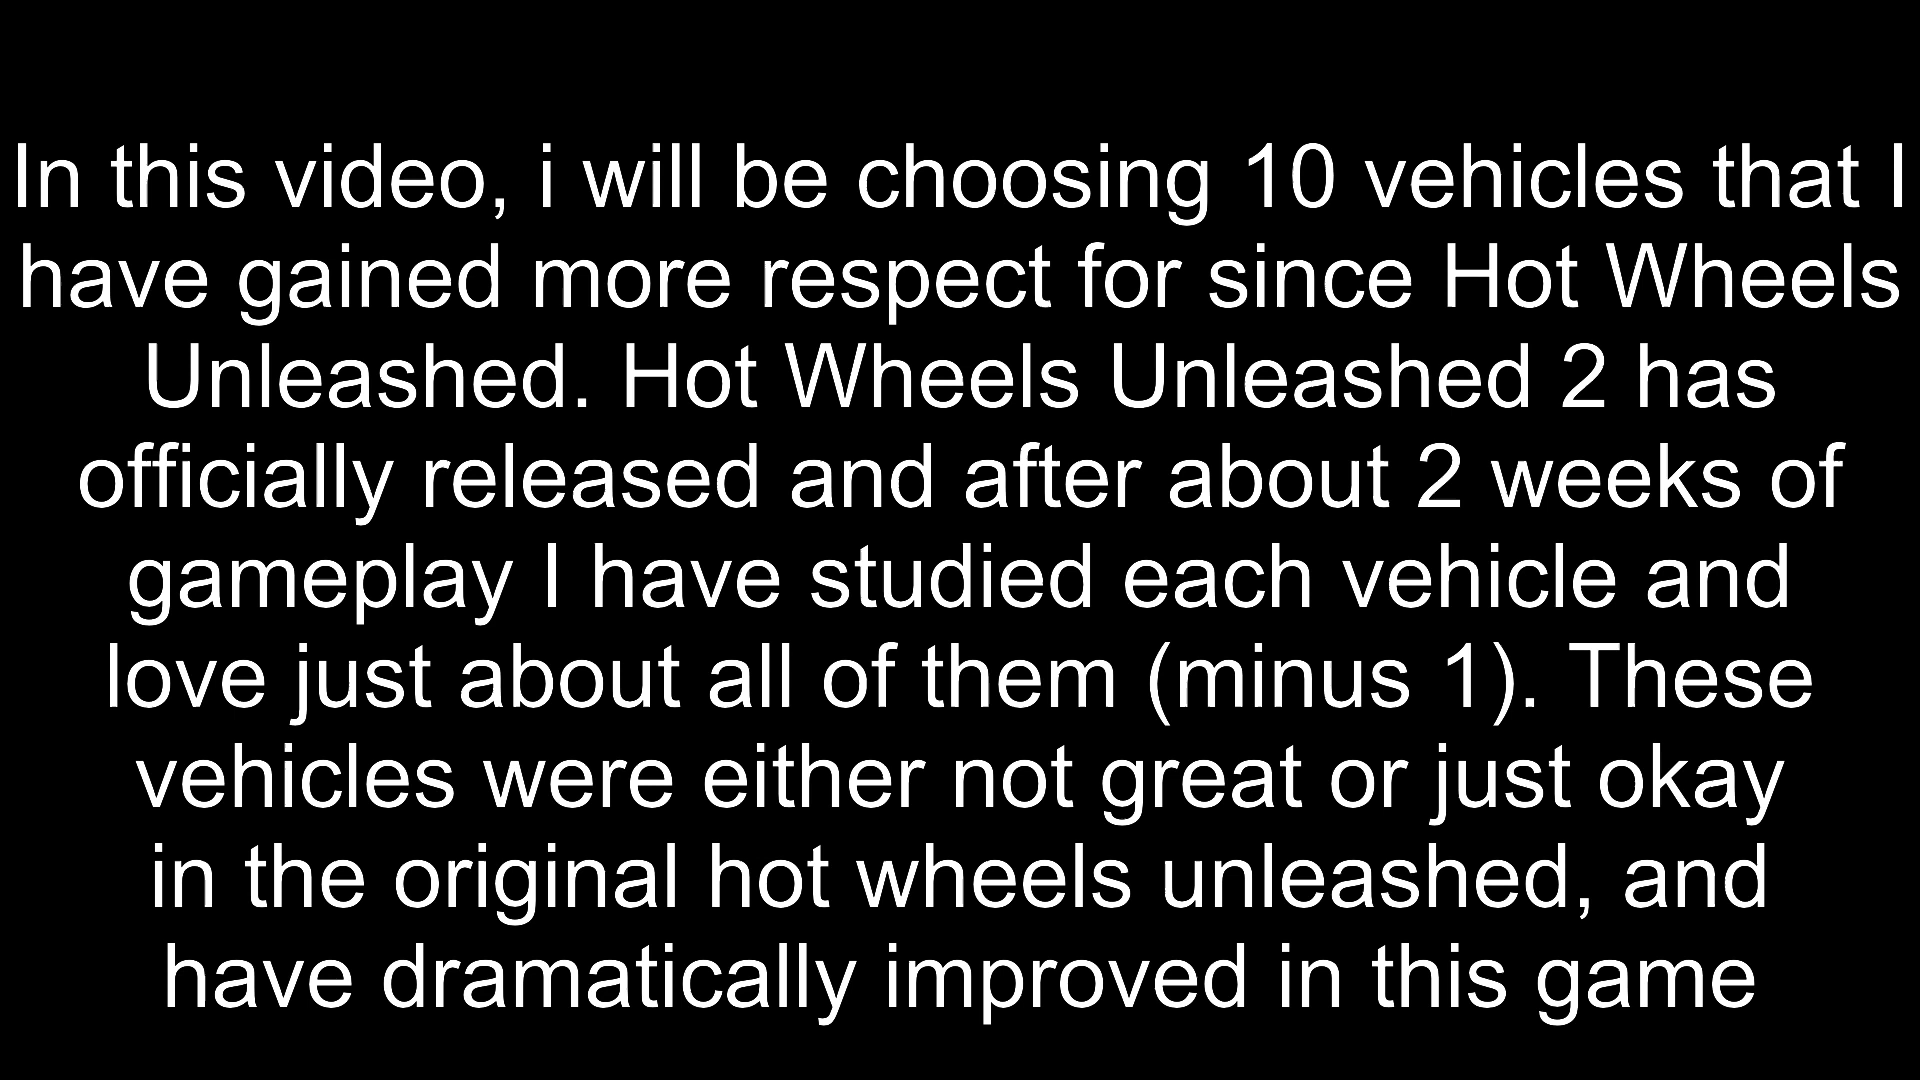 In this video, i will be choosing 10 vehicles that I
have gained more respect for since Hot Wheels
Unleashed. Hot Wheels Unleashed 2 has
officially released and after about 2 weeks of
gameplay I have studied each vehicle and
love just about all of them (minus 1). These
vehicles were either not great or just okay
in the original hot wheels unleashed, and
have dramatically improved in this game